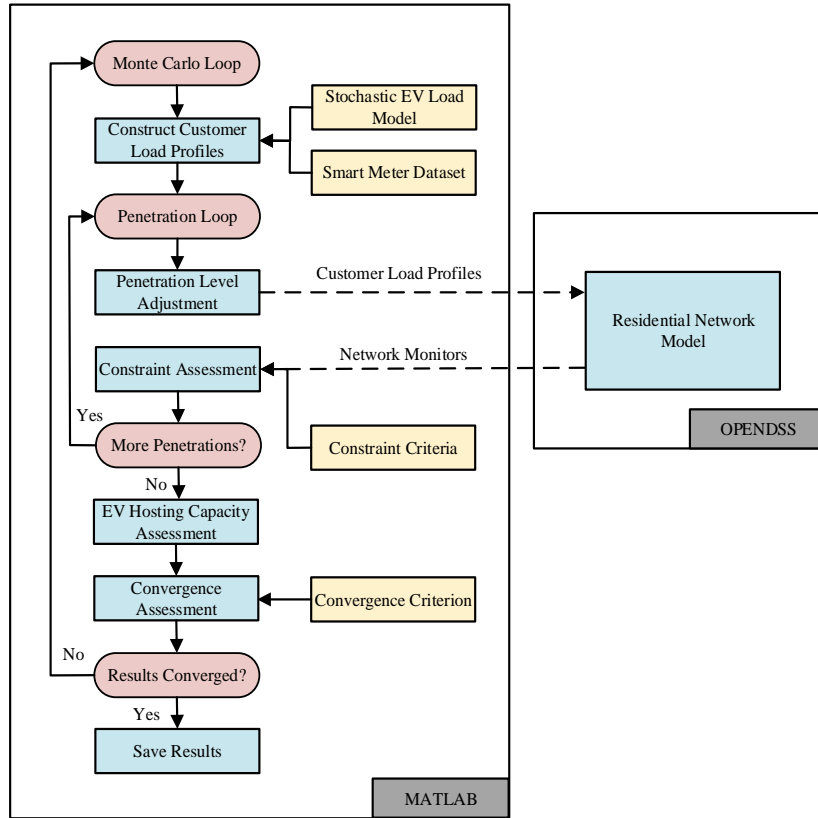 Monte Carlo Loop
Stochastic EV Load
Model
Construct Customer
Load Profiles
Smart Meter Dataset
Penetration Loop
Penetration Level
Adjustment
Customer Load Profiles
Residential Network
Model
Network Monitors
Constraint Assessment
Yes
More Penetrations?
Constraint Criteria
OPENDSS
No
EV Hosting Capacity
Assessment
Convergence
Assessment
Convergence Criterion
No
Results Converged?
Yes
Save Results
MATLAB